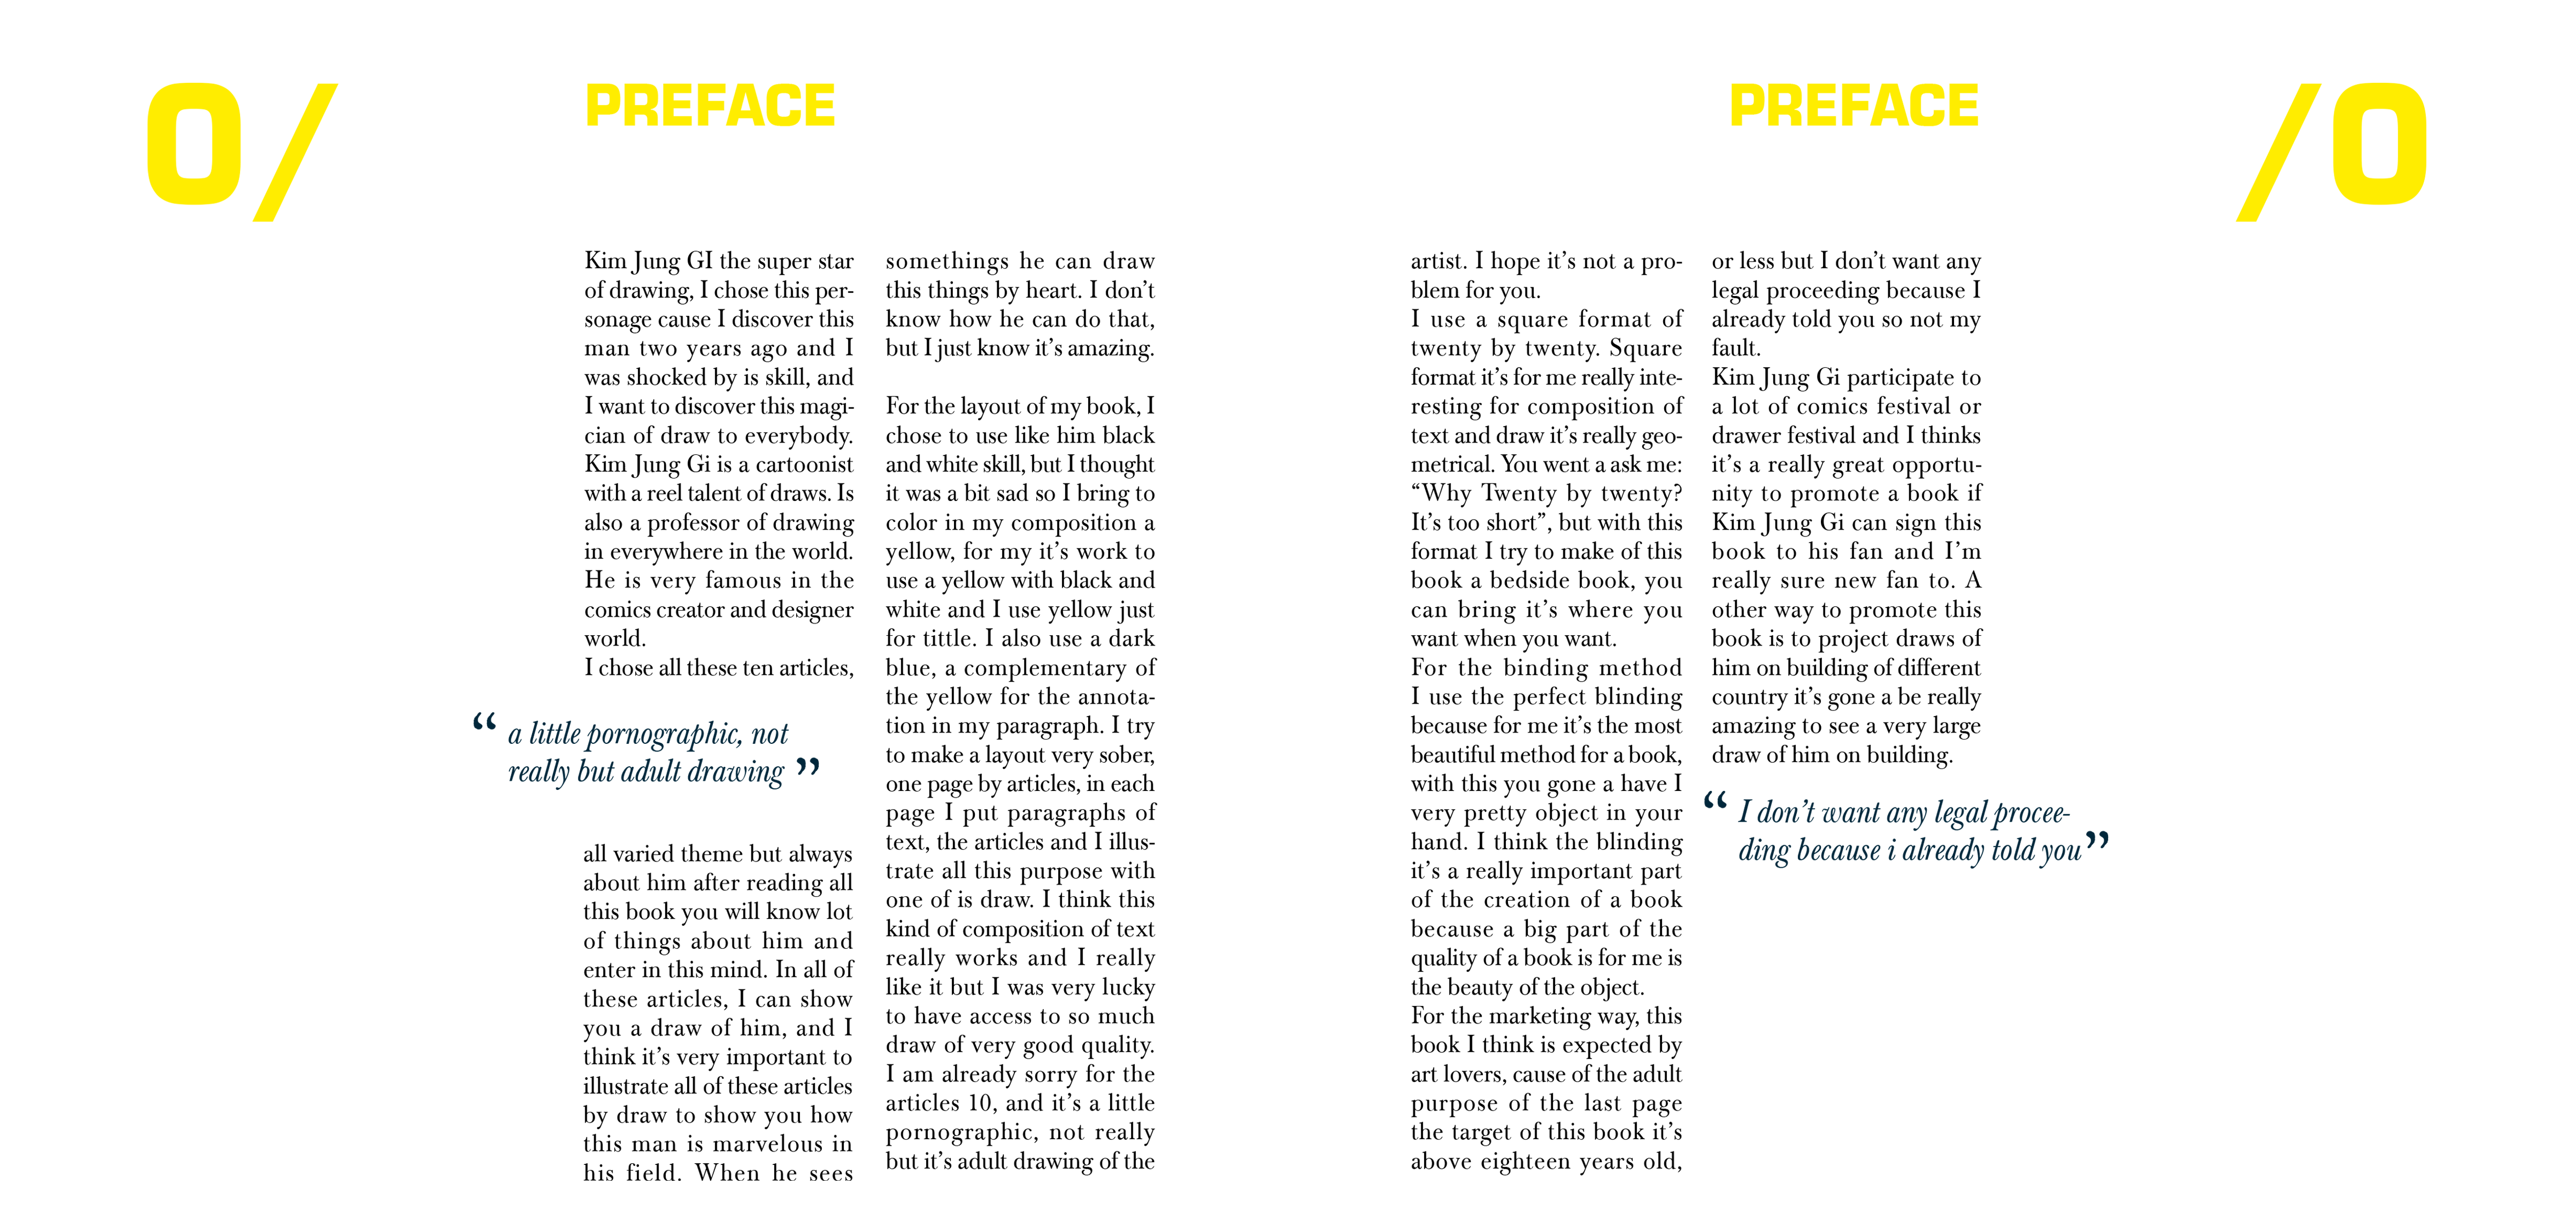 0/
PREFACE
Kim Jung GI the super star
of drawing, I chose this per-
sonage cause I discover this
man two years ago and I
was shocked by is skill, and
I want to discover this magi-
cian of draw to everybody.
Kim Jung Gi is a cartoonist
with a reel talent of draws. Is
also a professor of drawing
in everywhere in the world.
He is very famous in the
comics creator and designer
world.
I chose all these ten articles,
“ a little pornographic, not
really but adult drawing ”
all varied theme but always
about him after reading all
this book you will know lot
of things about him and
enter in this mind. In all of
these articles, I can show
you a draw of him, and I
think it’s very important to
illustrate all of these articles
by draw to show you how
this man is marvelous in
his field. When he sees
somethings he can draw
this things by heart. I don’t
know how he can do that,
but I just know it’s amazing.
For the layout of my book, I
chose to use like him black
and white skill, but I thought
it was a bit sad so I bring to
color in my composition a
yellow, for my it’s work to
use a yellow with black and
white and I use yellow just
for tittle. I also use a dark
blue, a complementary of
the yellow for the annota-
tion in my paragraph. I try
to make a layout very sober,
one page by articles, in each
page I put paragraphs of
text, the articles and I illus-
trate all this purpose with
one of is draw. I think this
kind of composition of text
really works and I really
like it but I was very lucky
to have access to so much
draw of very good quality.
I am already sorry for the
articles 10, and it’s a little
pornographic, not really
but it’s adult drawing of the
PREFACE
/0
artist. I hope it’s not a pro-
blem for you.
I use a square format of
twenty by twenty. Square
format it’s for me really inte-
resting for composition of
text and draw it’s really geo-
metrical. You went a ask me:
“Why Twenty by twenty?
It’s too short”, but with this
format I try to make of this
book a bedside book, you
can bring it’s where you
want when you want.
For the binding method
I use the perfect blinding
because for me it’s the most
beautiful method for a book,
with this you gone a have I
very pretty object in your
hand. I think the blinding
it’s a really important part
of the creation of a book
because a big part of the
quality of a book is for me is
the beauty of the object.
For the marketing way, this
book I think is expected by
art lovers, cause of the adult
purpose of the last page
the target of this book it’s
above eighteen years old,
or less but I don’t want any
legal proceeding because I
already told you so not my
fault.
Kim Jung Gi participate to
a lot of comics festival or
drawer festival and I thinks
it’s a really great opportu-
nity to promote a book if
Kim Jung Gi can sign this
book to his fan and I’m
really sure new fan to. A
other way to promote this
book is to project draws of
him on building of different
country it’s gone a be really
amazing to see a very large
draw of him on building.
“ I don’t want any legal procee-
ding because i already told you”